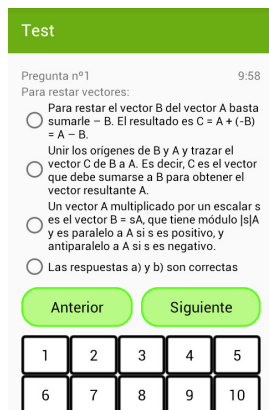 Test
Pregunta nº1 9:58
Para restar vectores:
Para restar el vector B del vector A basta
sumarle – B. El resultado es C = A + (-B)
= A – B.
Unir los orígenes de B y A y trazar el
vector C de B a A. Es decir, C es el vector
que debe sumarse a B para obtener el
vector resultante A.
Un vector A multiplicado por un escalar s
es el vector B = sA, que tiene módulo |s|A
y es paralelo a A si s es positivo, y
antiparalelo a A si s es negativo.
Las respuestas a) y b) son correctas
Anterior Siguiente
1 2 3 4 5
6 7 8 9 10